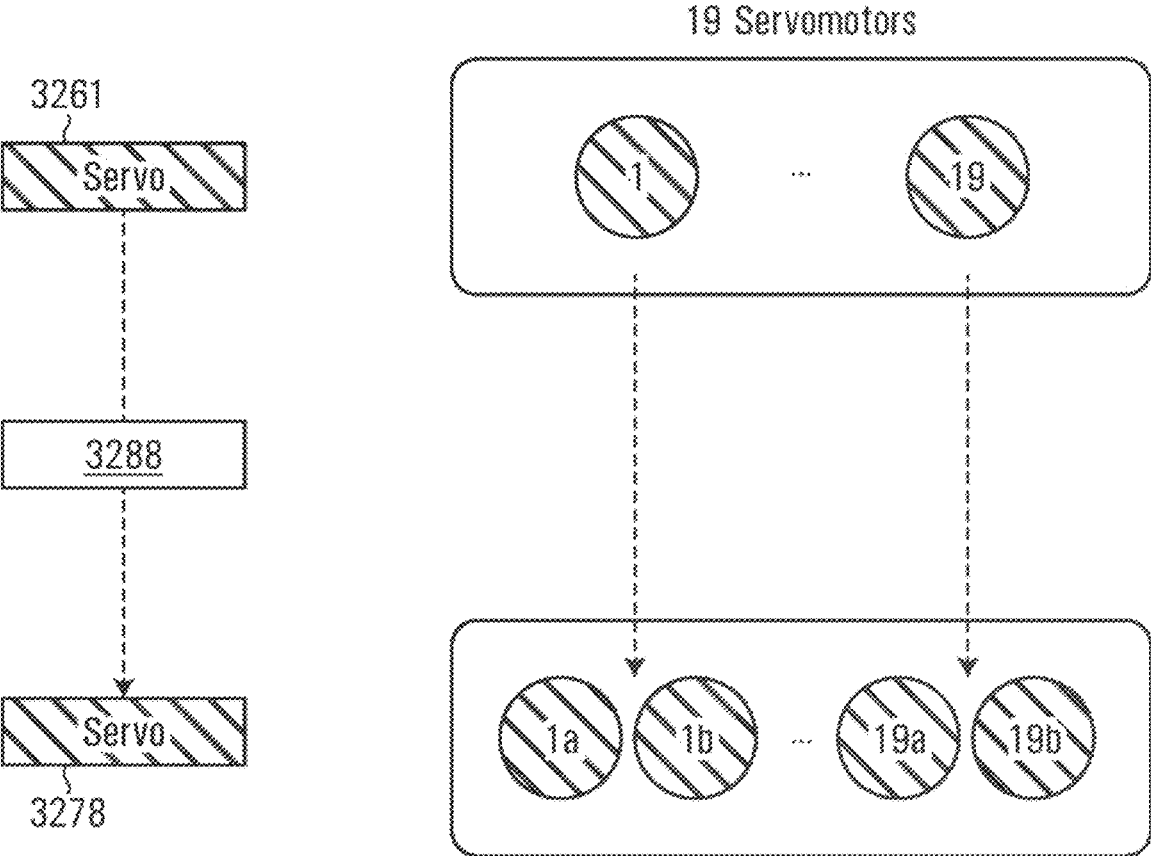 19 Servomotors
3261
Servo
1 ... 19
3288
Servo
1a 1b ... 19a 19b
3278